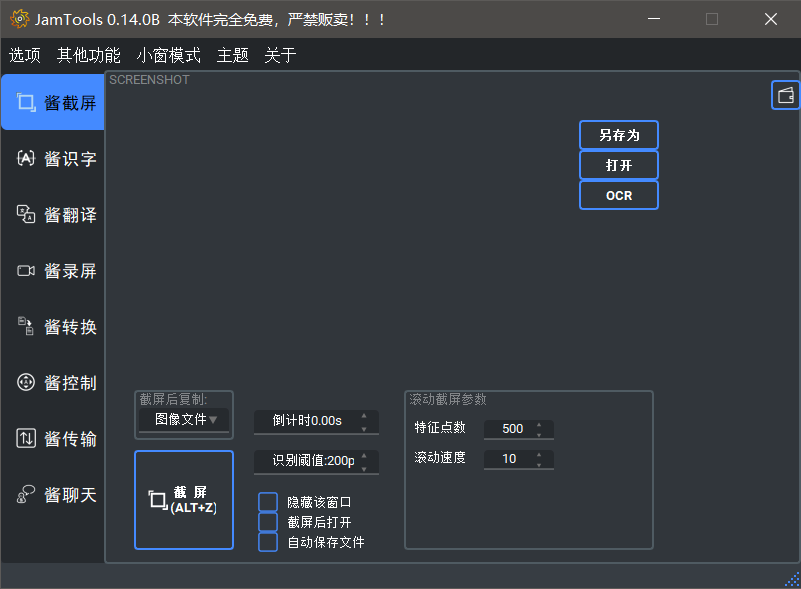 JamTools 0.14.0B 本软件完全免费，严禁贩卖！！！
选项 其他功能 小窗模式 主题 关于
酱截屏
酱识字
酱翻译
酱录屏
酱转换
酱控制
酱传输
酱聊天
SCREENSHOT
另存为
打开
OCR
截屏后复制:
图像文件
截 屏
(ALT+Z)
倒计时0.00s
识别阈值:200p
隐藏该窗口
截屏后打开
自动保存文件
滚动截屏参数
特征点数 500
滚动速度 10